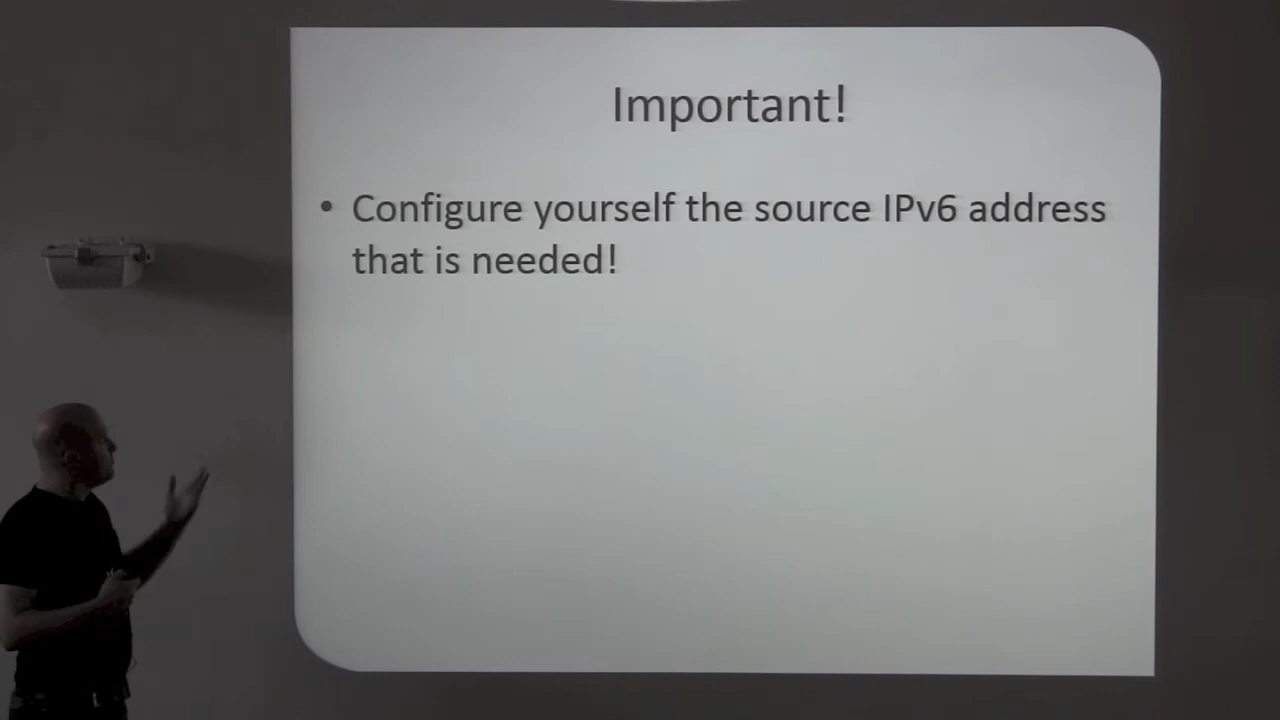 Important!
• Configure yourself the source IPv6 address
that is needed!